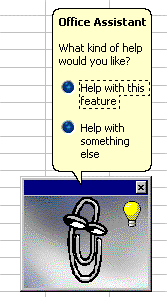 Office Assistant
What kind of help
would you like?
Help with this
feature
Help with
something
else